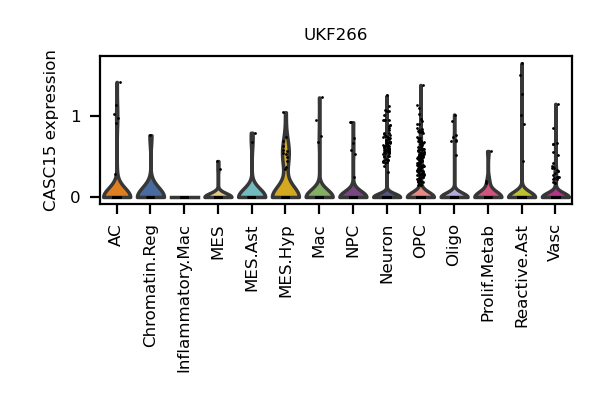 UKF266
CASC15 expression
1
0
AC
Chromatin.Reg
Inflammatory.Mac
MES
MES.Ast
MES.Hyp
Mac
NPC
Neuron
OPC
Oligo
Prolif.Metab
Reactive.Ast
Vasc